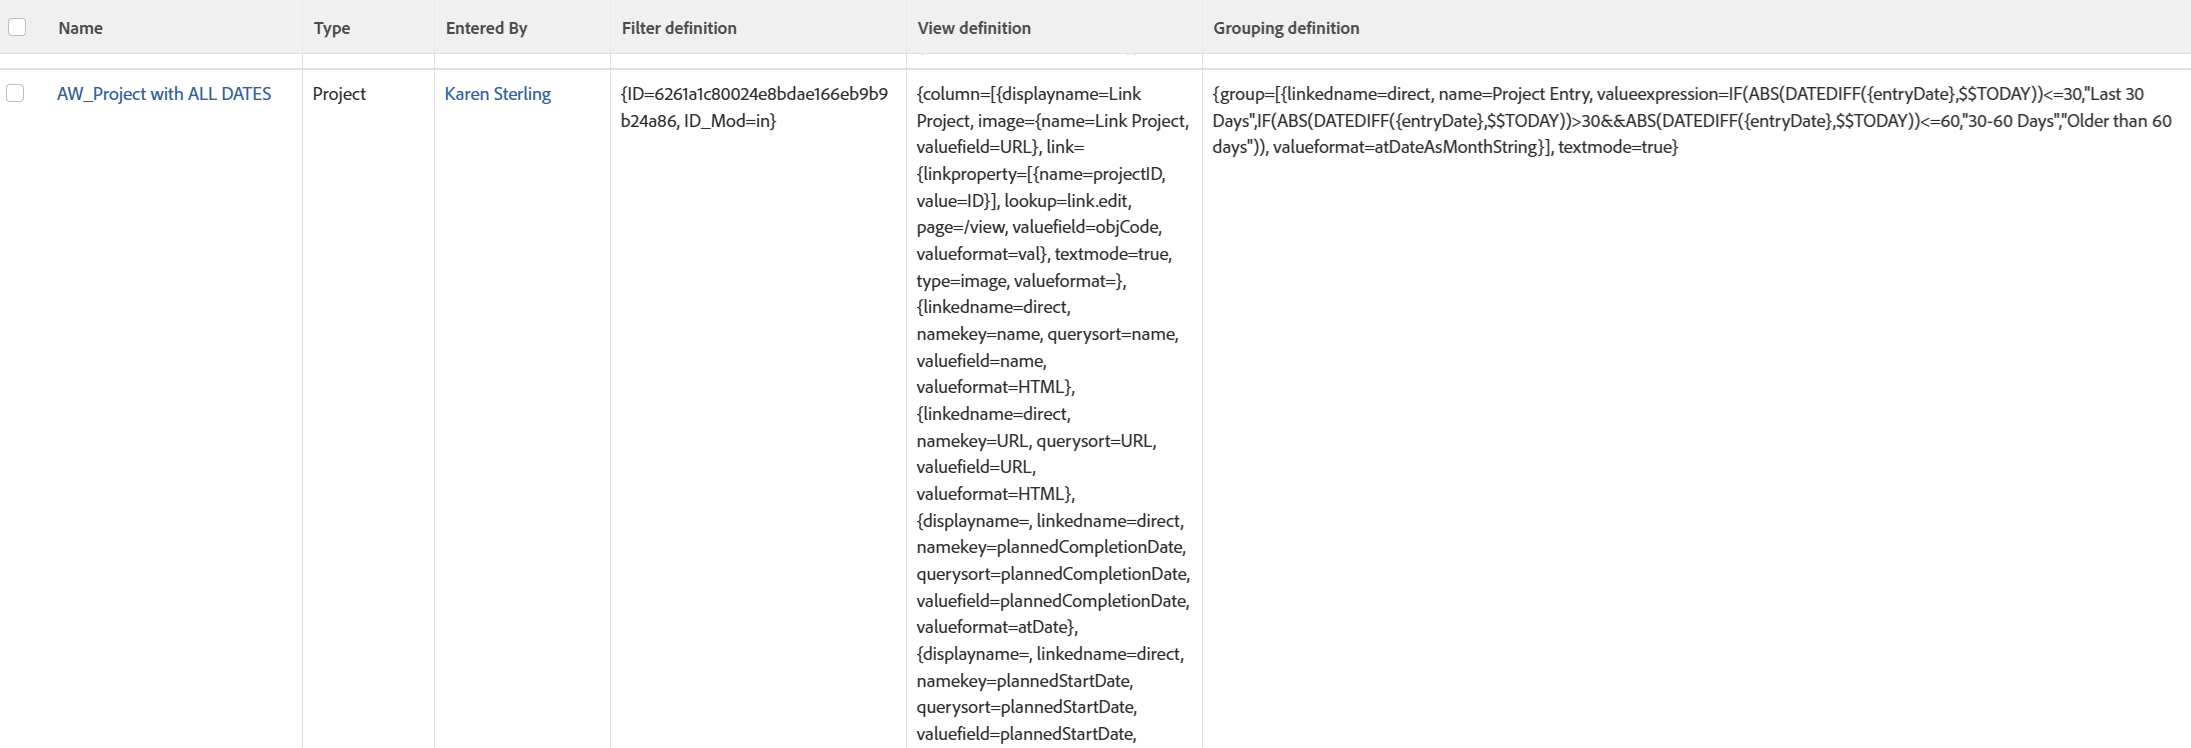 Name Type Entered By Filter definition View definition Grouping definition
AW_Project with ALL DATES
Project
Karen Sterling
{ID=6261a1c80024e8bdae166eb9b9
b24a86, ID_Mod=in}
{column=[{displayname=Link
Project, image={name=Link Project,
valuefield=URL}, link=
{linkproperty=[{name=projectID,
value=ID}], lookup=link.edit,
page=/view, valuefield=objCode,
valueformat=val}, textmode=true,
type=image, valueformat=},
{linkedname=direct,
namekey=name, querysort=name,
valuefield=name,
valueformat=HTML},
{linkedname=direct,
namekey=URL, querysort=URL,
valuefield=URL,
valueformat=HTML},
{displayname=, linkedname=direct,
namekey=plannedCompletionDate,
querysort=plannedCompletionDate,
valuefield=plannedCompletionDate,
valueformat=atDate},
{displayname=, linkedname=direct,
namekey=plannedStartDate,
querysort=plannedStartDate,
valuefield=plannedStartDate,
{group=[{linkedname=direct, name=Project Entry, valueexpression=IF(ABS(DATEDIFF({entryDate},$$TODAY))<=30,"Last 30
Days",IF(ABS(DATEDIFF({entryDate},$$TODAY))>30&&ABS(DATEDIFF({entryDate},$$TODAY))<=60,"30-60 Days","Older than 60
days")), valueformat=atDateAsMonthString}], textmode=true}